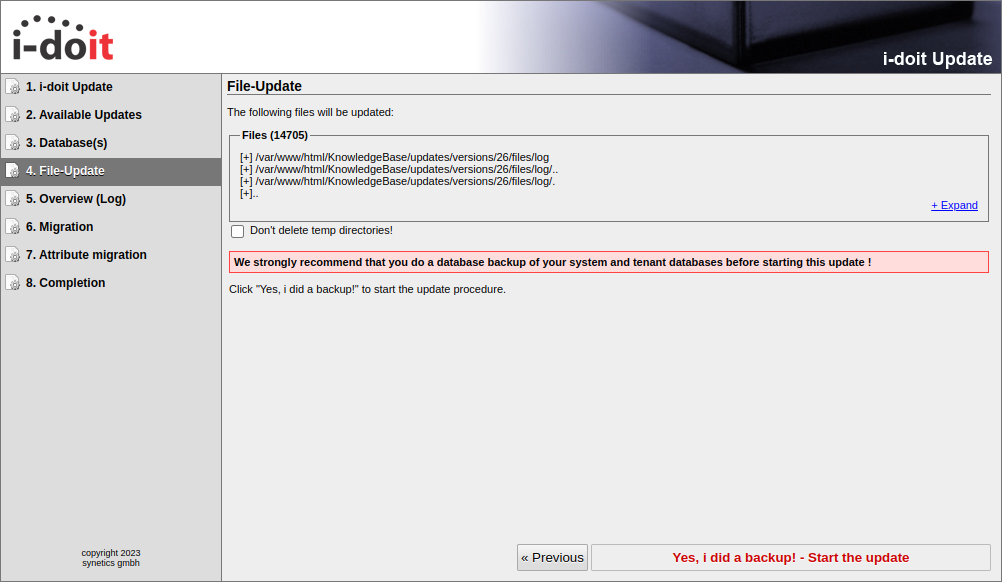 i-doit
i-doit Update
1. i-doit Update
2. Available Updates
3. Database(s)
4. File-Update
5. Overview (Log)
6. Migration
7. Attribute migration
8. Completion
copyright 2023
synetics gmbh
File-Update
The following files will be updated:
Files (14705)
[+] /var/www/html/KnowledgeBase/updates/versions/26/files/log
[+] /var/www/html/KnowledgeBase/updates/versions/26/files/log/..
[+] /var/www/html/KnowledgeBase/updates/versions/26/files/log/.
[+]..
+ Expand
Don't delete temp directories!
We strongly recommend that you do a database backup of your system and tenant databases before starting this update !
Click "Yes, i did a backup!" to start the update procedure.
« Previous
Yes, i did a backup! - Start the update